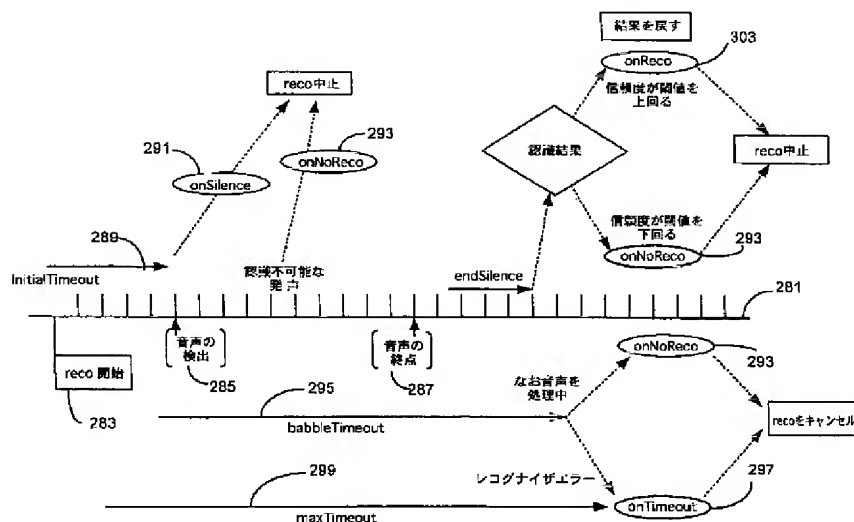 結果を戻す
303
onReco
信頼度が閾値を
上回る
reco中止
293
291
onSilence
onNoReco
認識結果
reco中止
信頼度が閾値を
下回る
onNoReco
293
289
InitialTimeout
認識不可能な
発声
endSilence
281
音声の
検出
285
音声の
終点
287
reco 開始
283
onNoReco
293
なお音声を
処理中
295
babbleTimeout
recoをキャンセル
レコグナイザエラー
297
299
maxTimeout
onTimeout